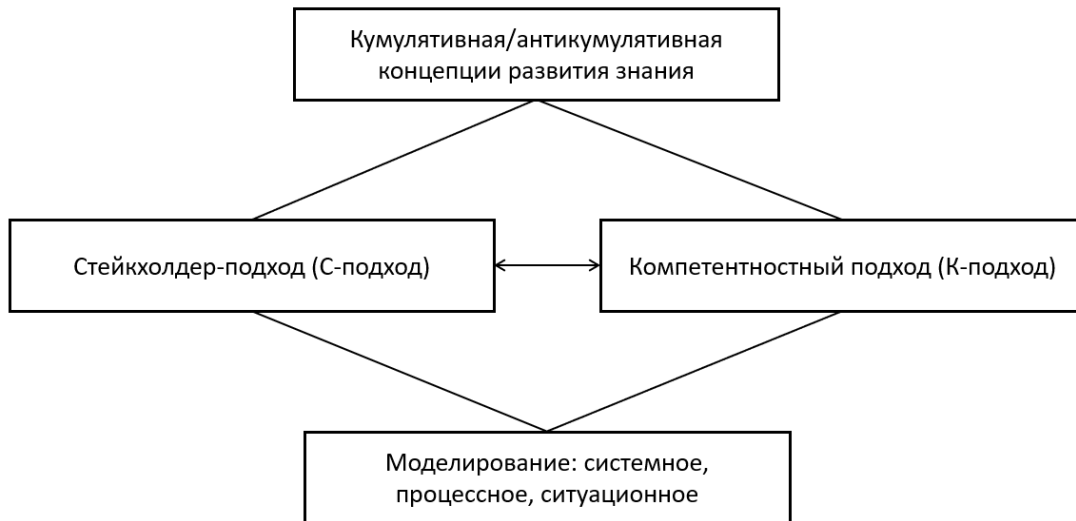 Кумулятивная/антикумулятивная
концепции развития знания
Стейкхолдер-подход (С-подход)
Компетентностный подход (К-подход)
Моделирование: системное,
процессное, ситуационное